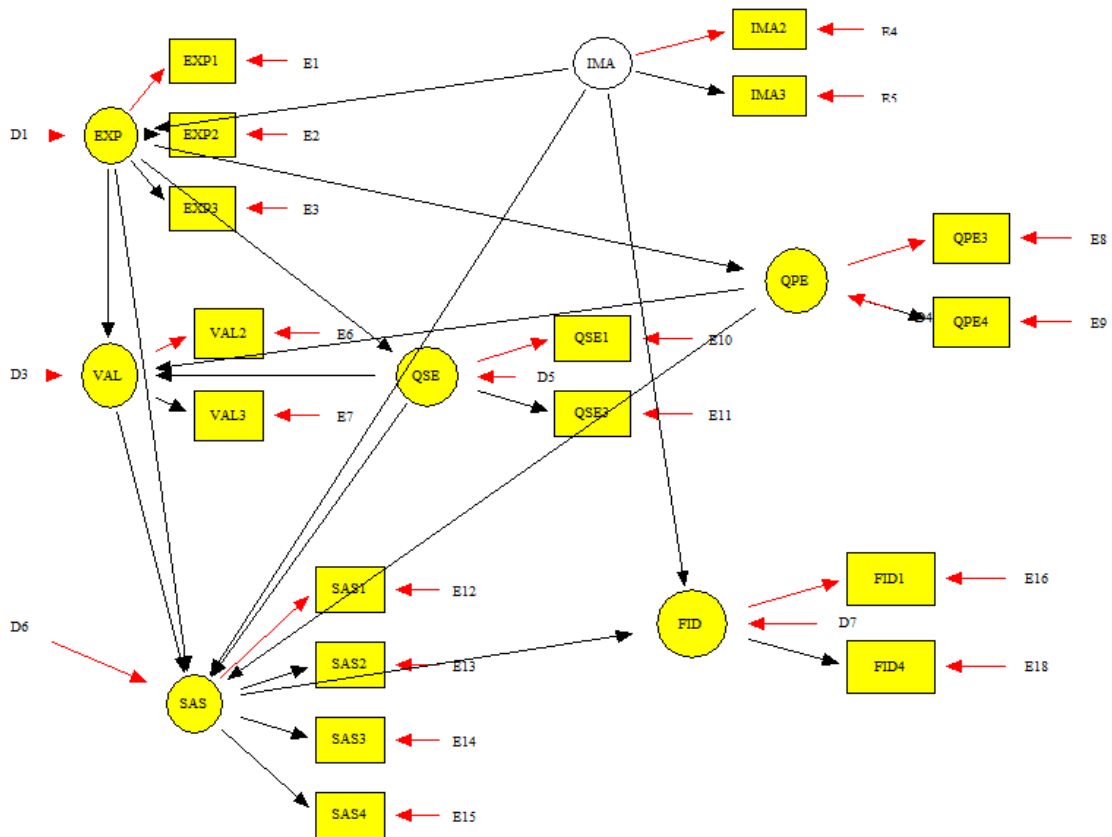 IMA2
E4
EXP1
E1
IMA
IMA3
E5
D1
EXP
EXP2
E2
EXP3
E3
QPE3
E8
QPE
D4
QPE4
E9
VAL2
E6
QSE1
E10
D3
VAL
QSE
D5
VAL3
E7
QSE3
E11
SAS1
E12
FID1
E16
D6
FID
D7
SAS2
E13
FID4
E18
SAS
SAS3
E14
SAS4
E15